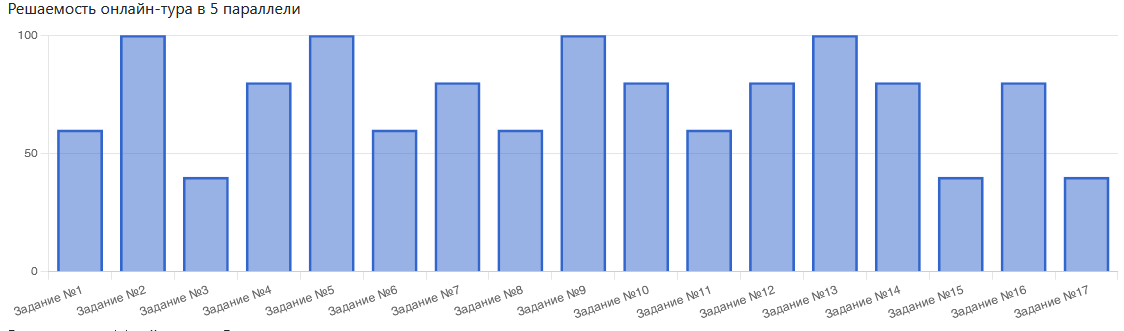 Решаемость онлайн-тура в 5 параллели
100
50
0
Задание №1
Задание №2
Задание №3
Задание №4
Задание №5
Задание №6
Задание №7
Задание №8
Задание №9
Задание №10
Задание №11
Задание №12
Задание №13
Задание №14
Задание №15
Задание №16
Задание №17